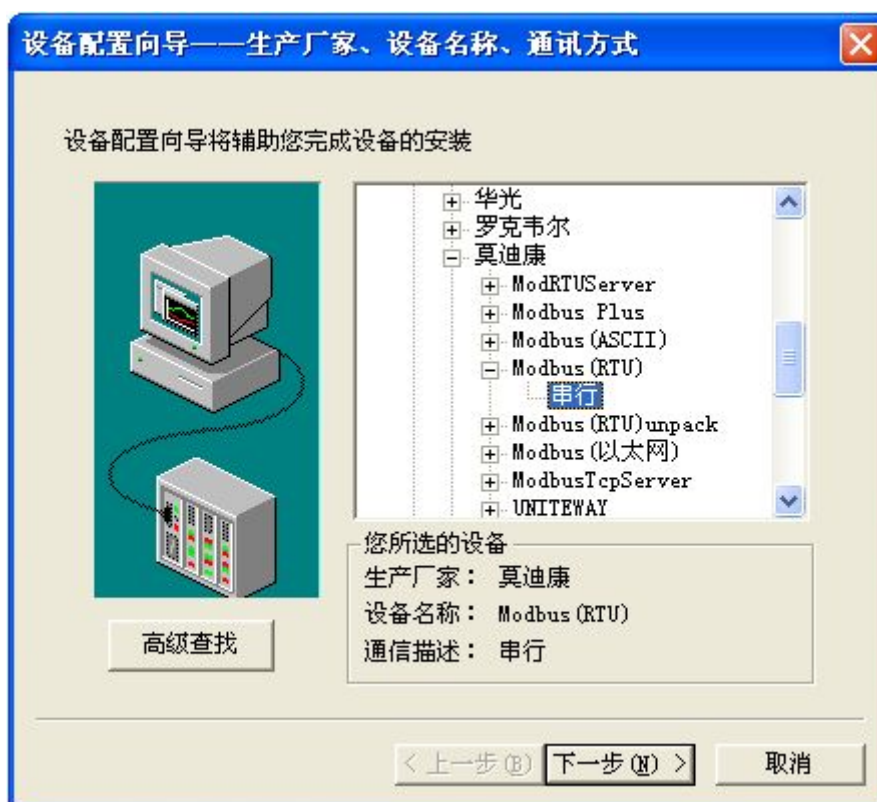 设备配置向导——生产厂家、设备名称、通讯方式
设备配置向导将辅助您完成设备的安装
华光
罗克韦尔
莫迪康
ModRTUServer
Modbus Plus
Modbus(ASCII)
Modbus(RTU)
串行
Modbus(RTU)unpack
Modbus(以太网)
ModbusTcpServer
UNITEWAY
您所选的设备
生产厂家： 莫迪康
设备名称： Modbus(RTU)
通信描述： 串行
高级查找
< 上一步(B) 下一步(N) > 取消